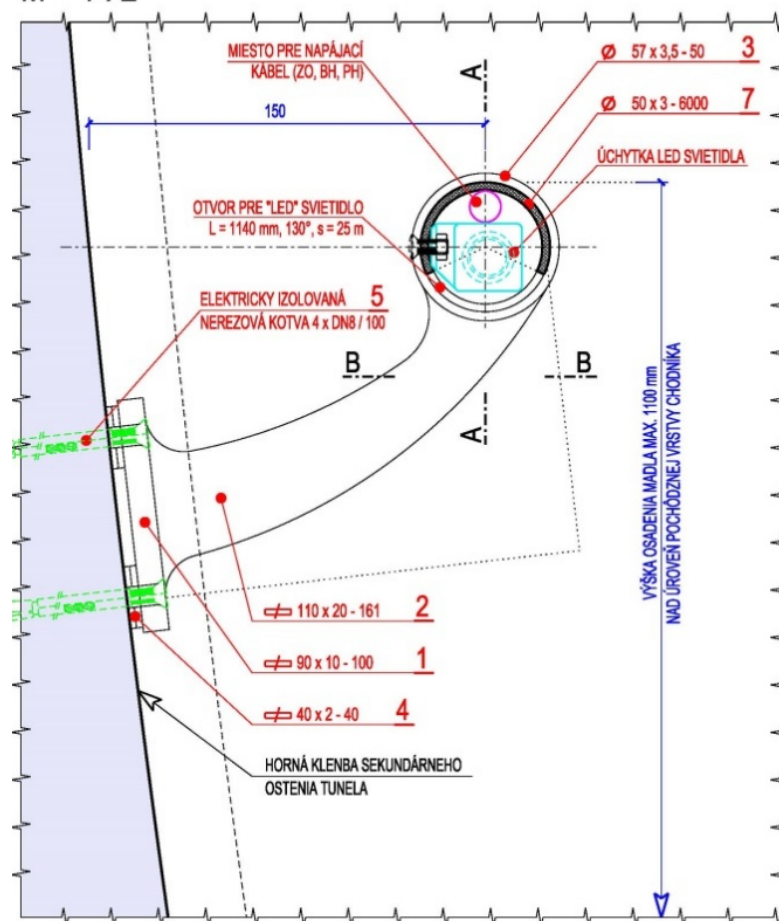 MIESTO PRE NAPÁJACÍ
KÁBEL (ZO, BH, PH)
A
Ø 57 x 3,5 - 50 3
Ø 50 x 3 - 6000 7
150
ÚCHYTKA LED SVIETIDLA
OTVOR PRE "LED" SVIETIDLO
L = 1140 mm, 130°, s = 25 m
ELEKTRICKY IZOLOVANÁ 5
NEREZOVÁ KOTVA 4 x DN8 / 100
B B
A
VÝŠKA OSADENIA MADLA MAX. 1100 mm
NAD ÚROVEŇ POCHÔDZNEJ VRSTVY CHODNÍKA
110 x 20 - 161 2
90 x 10 - 100 1
40 x 2 - 40 4
HORNÁ KLENBA SEKUNDÁRNEHO
OSTENIA TUNELA